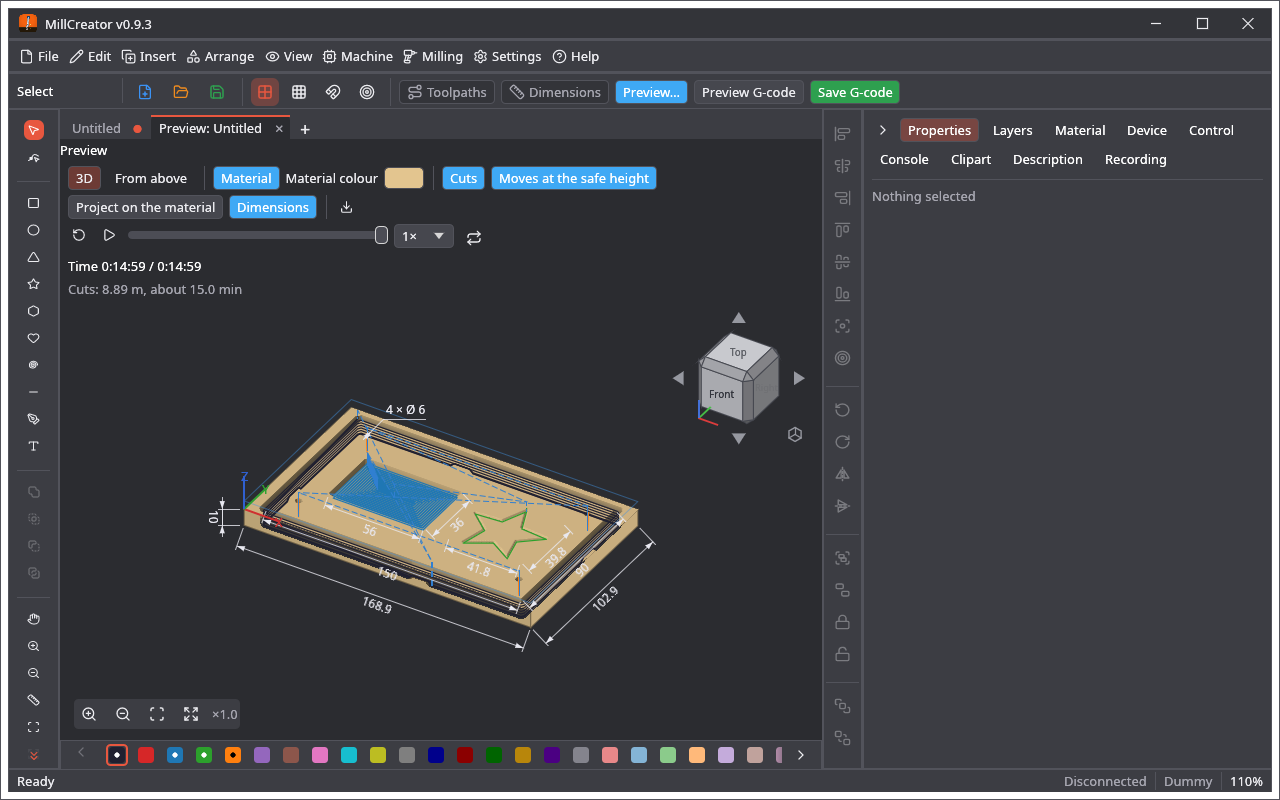 MillCreator v0.9.3
File Edit Insert Arrange View Machine Milling Settings Help
Select Toolpaths Dimensions Preview... Preview G-code Save G-code
Untitled Preview: Untitled
Preview
3D From above Material Material colour Cuts Moves at the safe height
Project on the material Dimensions
1×
Time 0:14:59 / 0:14:59
Cuts: 8.89 m, about 15.0 min
Properties Layers Material Device Control
Console Clipart Description Recording
Nothing selected
Top
Front
4 × Ø 6
Z
10
56
36
41.8
39.8
90
150
168.9
102.9
×1.0
Ready Disconnected Dummy 110%